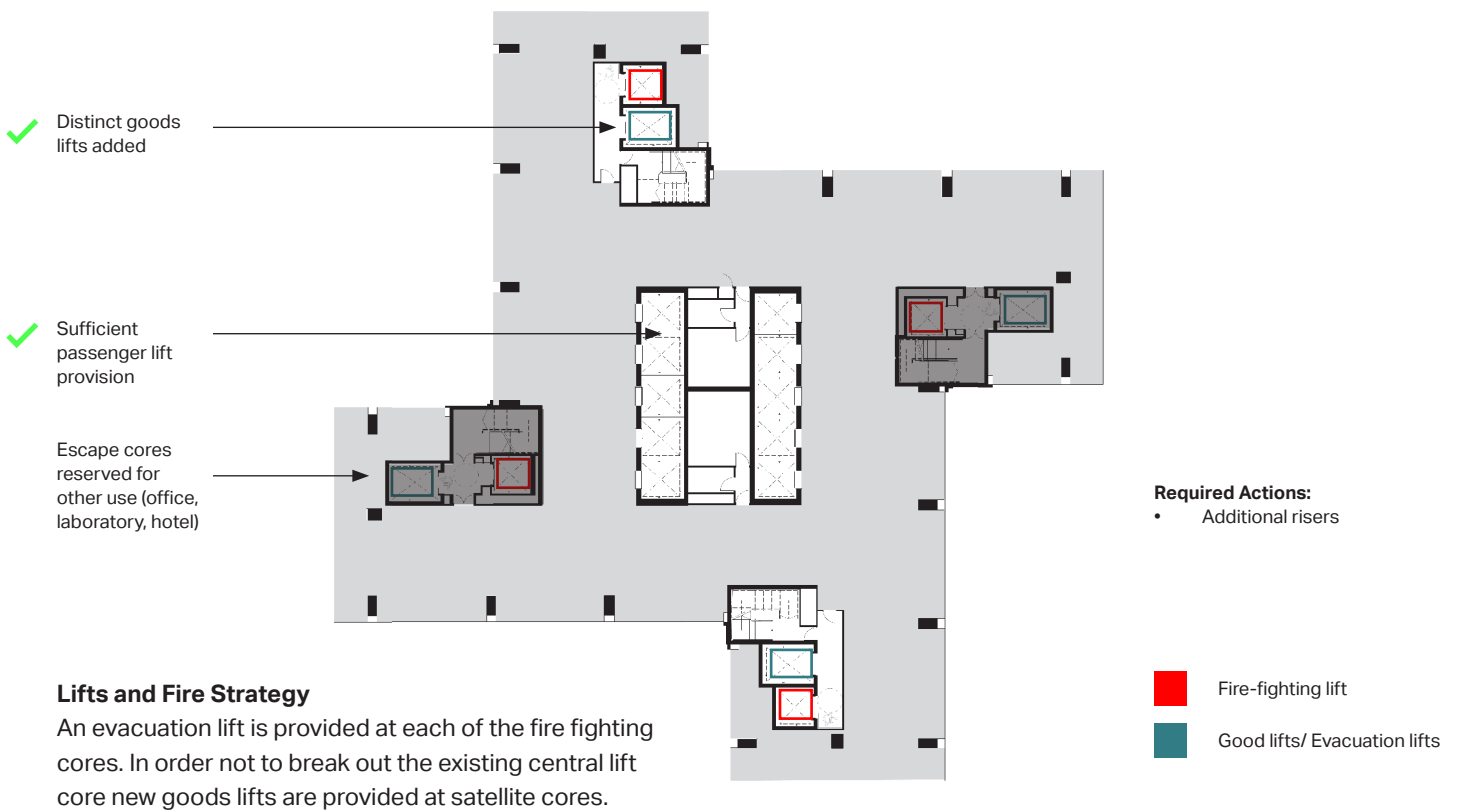 Distinct goods
lifts added
Sufficient
passenger lift
provision
Escape cores
reserved for
other use (office,
laboratory, hotel)
Required Actions:
• Additional risers
Lifts and Fire Strategy
An evacuation lift is provided at each of the fire fighting
cores. In order not to break out the existing central lift
core new goods lifts are provided at satellite cores.
Fire-fighting lift
Good lifts/ Evacuation lifts